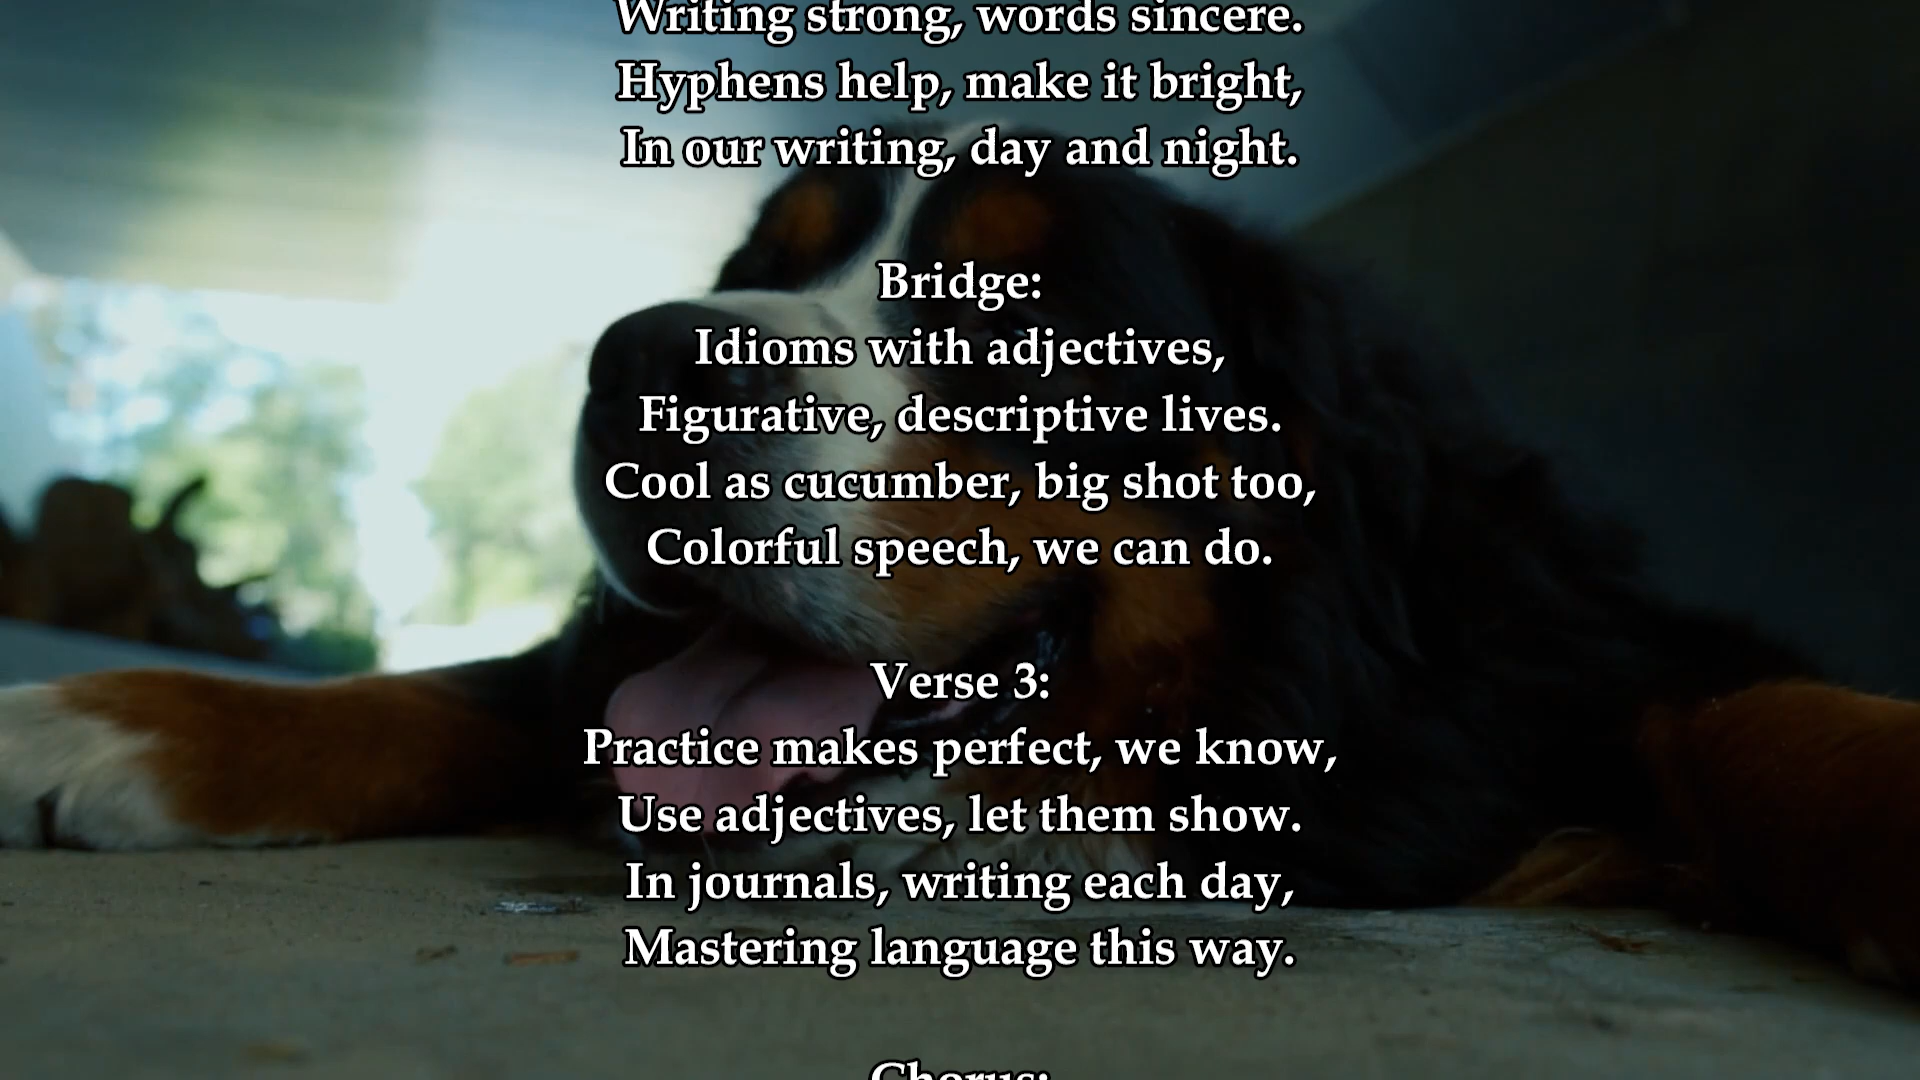 Writing strong, words sincere.
Hyphens help, make it bright,
In our writing, day and night.
Bridge:
Idioms with adjectives,
Figurative, descriptive lives.
Cool as cucumber, big shot too,
Colorful speech, we can do.
Verse 3:
Practice makes perfect, we know,
Use adjectives, let them show.
In journals, writing each day,
Mastering language this way.
Chorus: